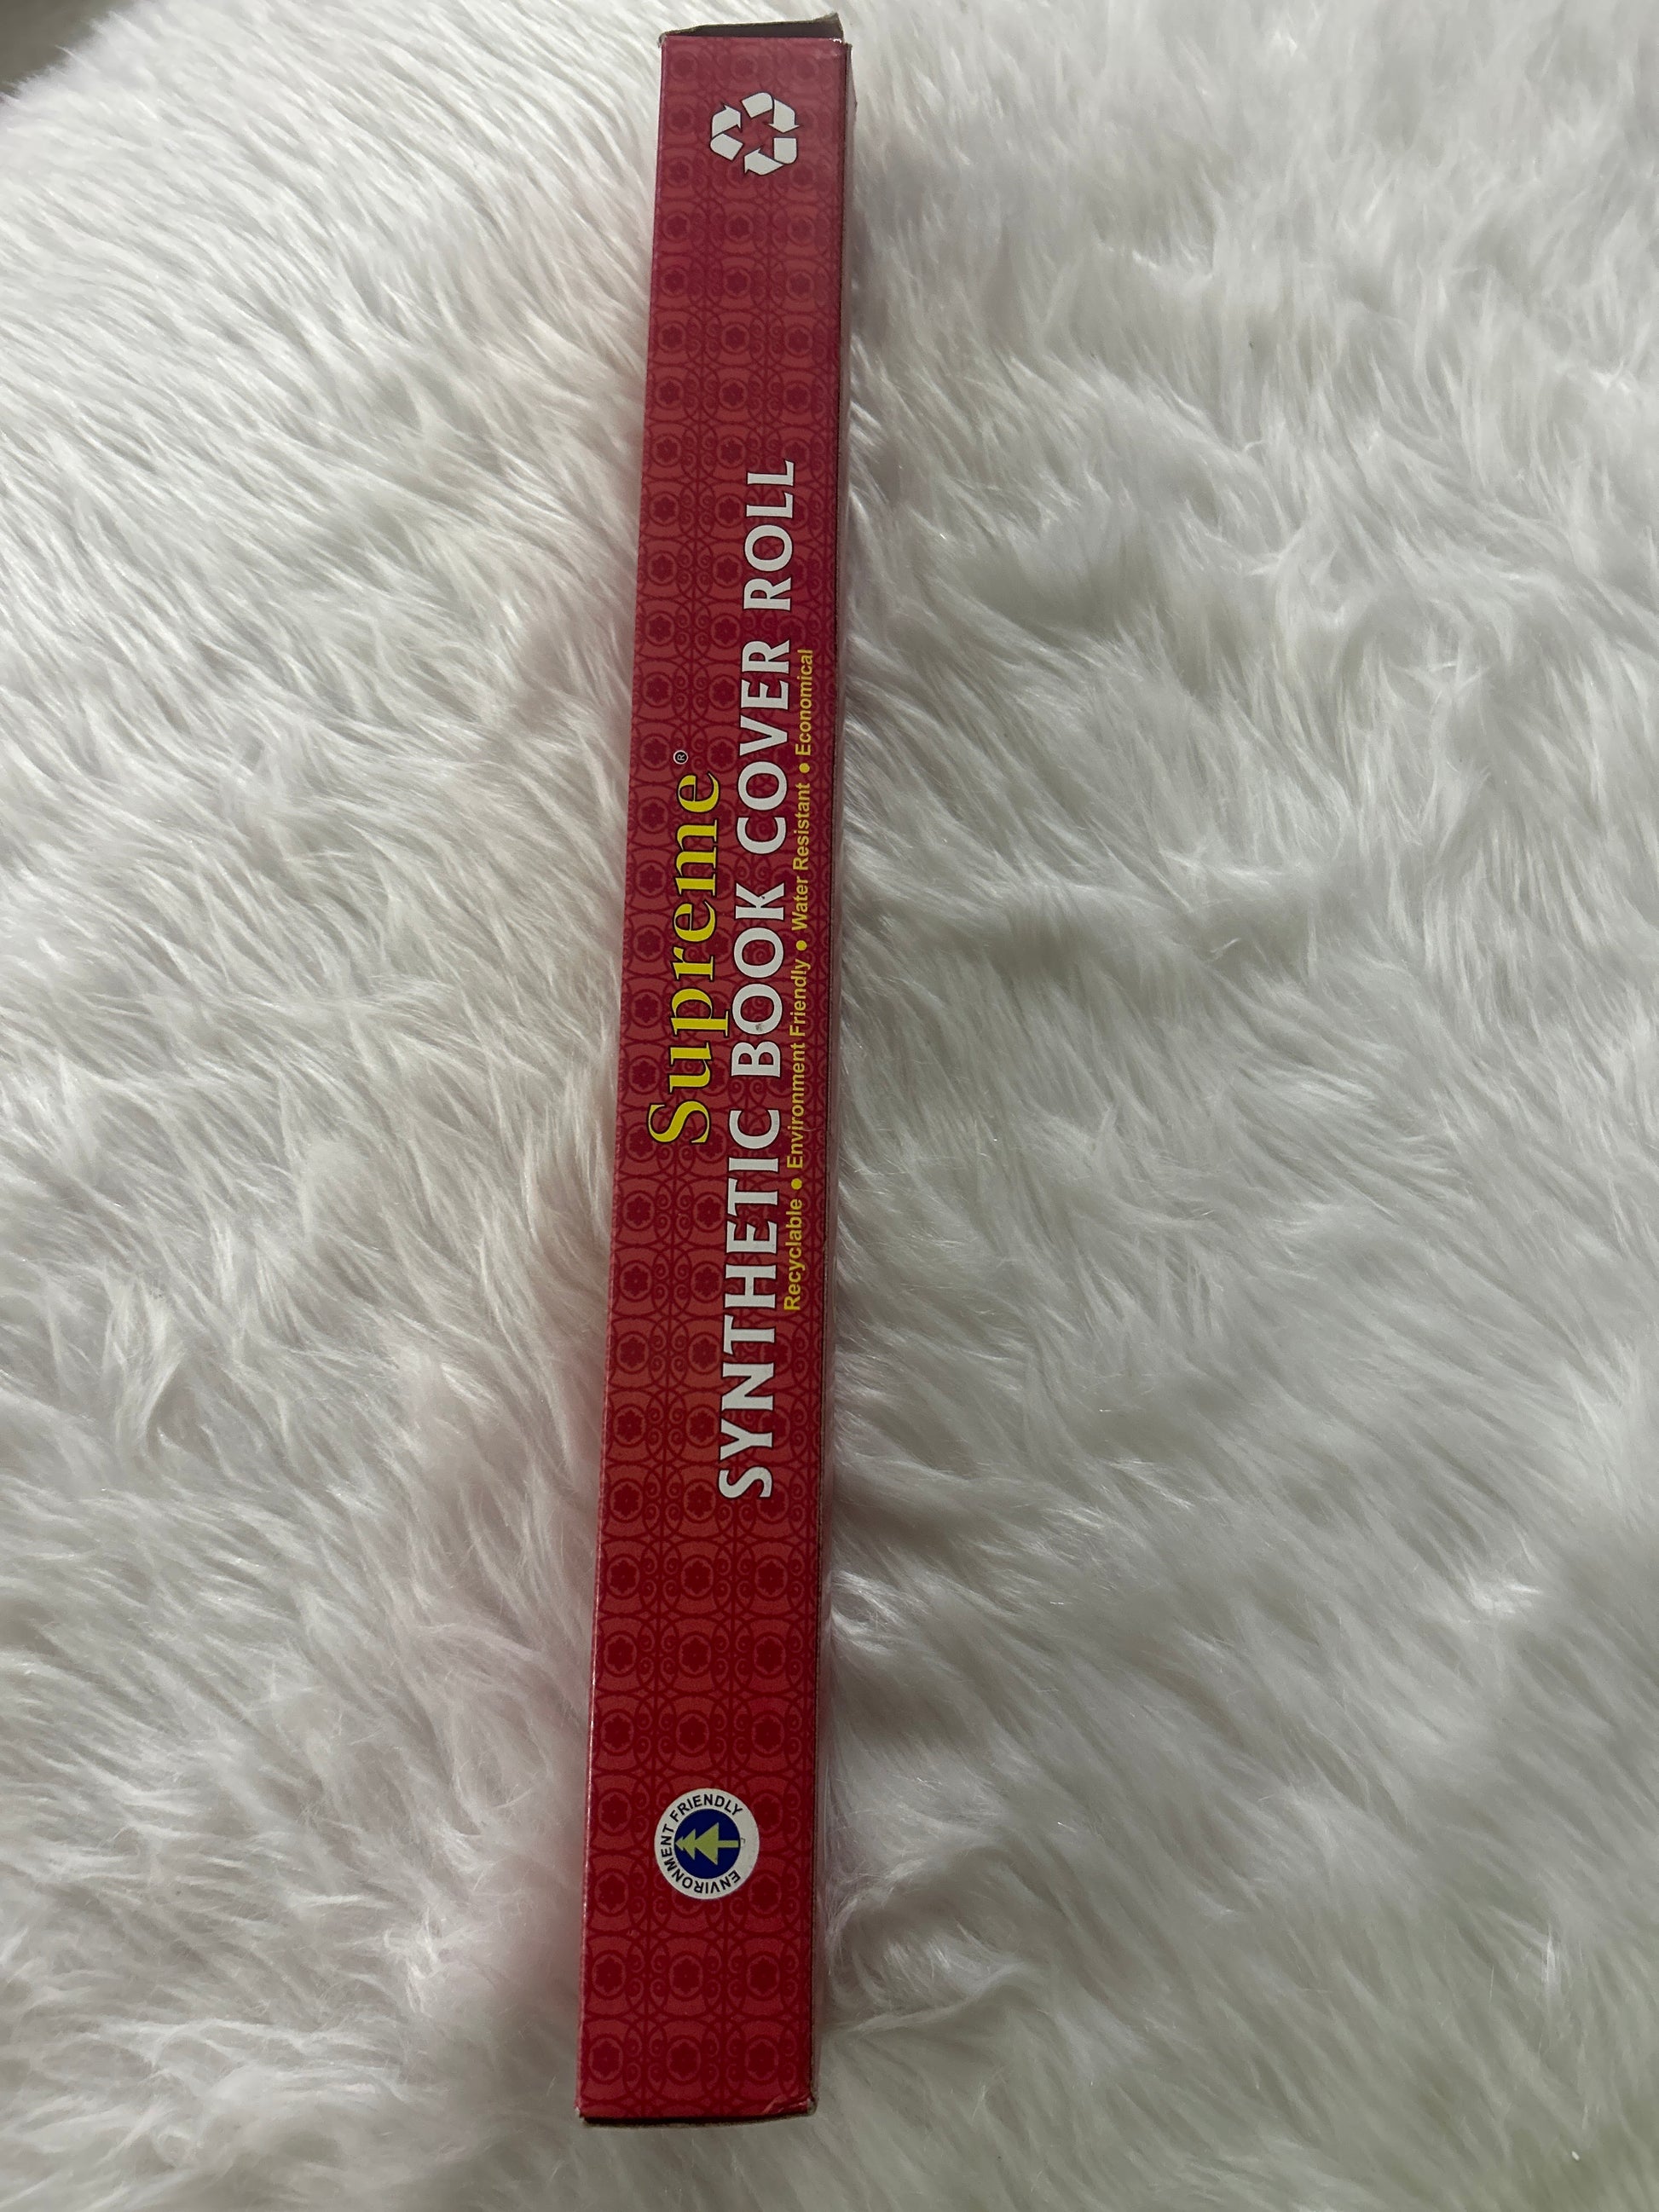 Supreme®
SYNTHETIC BOOK COVER ROLL
Recyclable • Environment Friendly • Water Resistant • Economical
ENVIRONMENT FRIENDLY